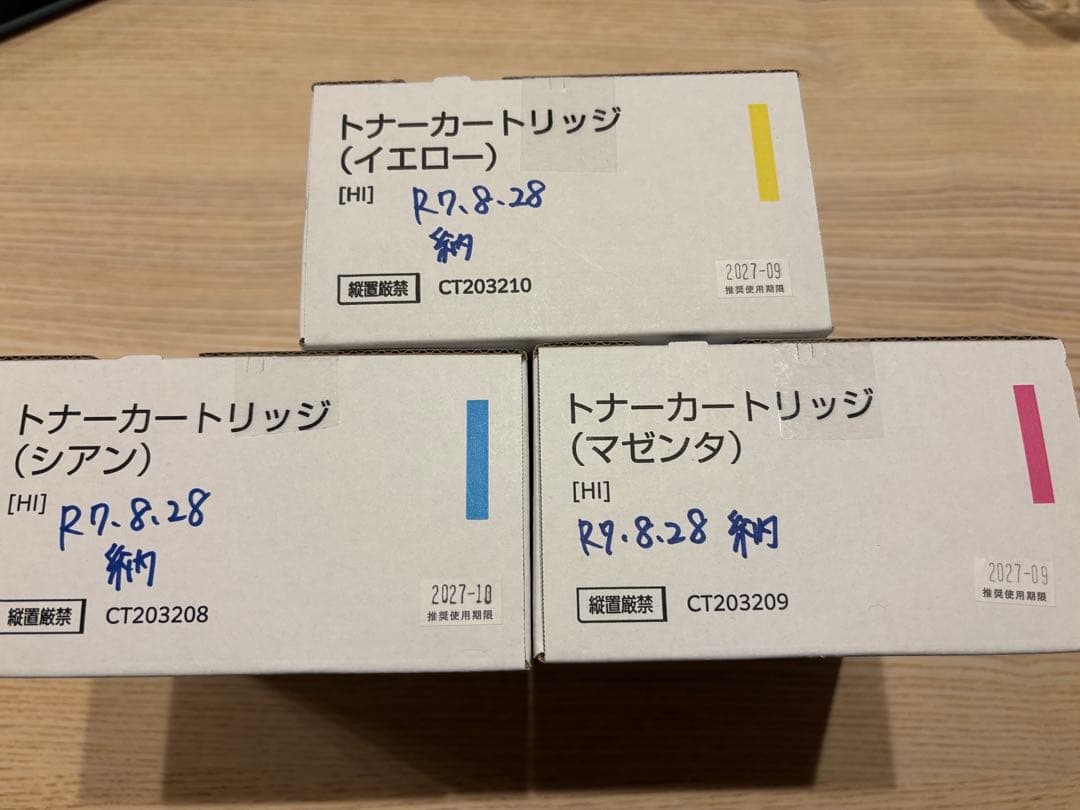 トナーカートリッジ
（イエロー）
[HI]
R7.8.28
納
縦置厳禁 CT203210
2027-09
推奨使用期限
トナーカートリッジ
（シアン）
[HI]
R7.8.28
納
縦置厳禁 CT203208
2027-10
推奨使用期限
トナーカートリッジ
（マゼンタ）
[HI]
R7.8.28 納
縦置厳禁 CT203209
2027-09
推奨使用期限